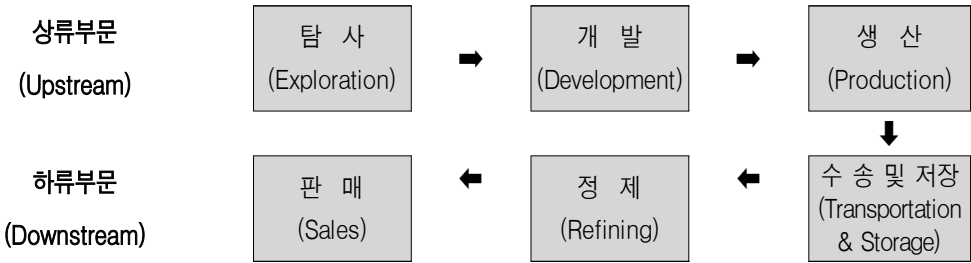 상류부문
(Upstream)
탐 사
(Exploration)
개 발
(Development)
생 산
(Production)
하류부문
(Downstream)
판 매
(Sales)
정 제
(Refining)
수 송 및 저장
(Transportation
& Storage)